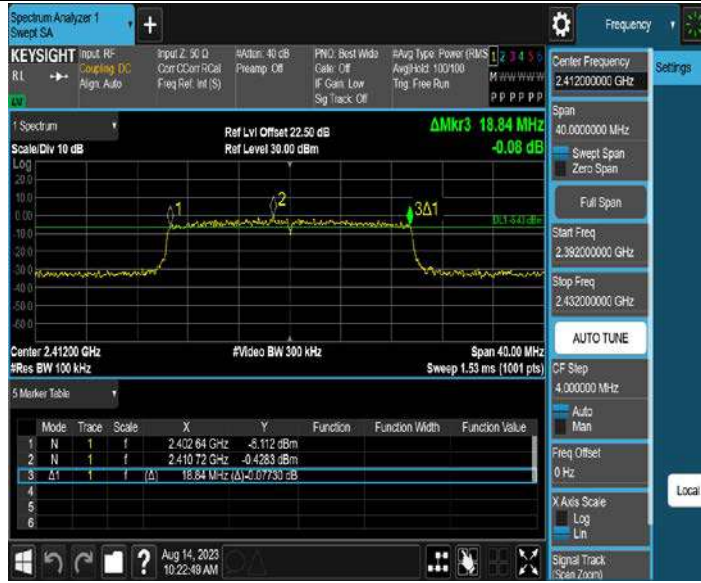 Spectrum Analyzer 1
Swept SA
+
Frequency
KEYSIGHT
RL
Input: RF
Coupling: DC
Align: Auto
Input Z: 50 Ω
Corr CCorr RCal
Freq Ref: Int (S)
#Atten: 40 dB
Preamp: Off
PNO: Best Wide
Gate: Off
IF Gain: Low
Sig Track: Off
#Avg Type: Power (RMS
Avg|Hold: 100/100
Trig: Free Run
1 2 3 4 5 6
M W W W W W
P P P P P P
Center Frequency
2.412000000 GHz
Settings
1 Spectrum
Scale/Div 10 dB
Ref Lvl Offset 22.50 dB
Ref Level 30.00 dBm
ΔMkr3 18.84 MHz
-0.08 dB
Span
40.0000000 MHz
Swept Span
Zero Span
Full Span
Start Freq
2.392000000 GHz
Stop Freq
2.432000000 GHz
AUTO TUNE
CF Step
4.000000 MHz
Auto
Man
Freq Offset
0 Hz
X Axis Scale
Log
Lin
Signal Track
(Span Zoom)
Local
Log
20.0
10.0
0.00
-10.0
-20.0
-30.0
-40.0
-50.0
-60.0
1
2
3Δ1
Center 2.41200 GHz
#Res BW 100 kHz
#Video BW 300 kHz
Span 40.00 MHz
Sweep 1.53 ms (1001 pts)
5 Marker Table
Mode Trace Scale X Y Function Function Width Function Value
1 N 1 f 2.402 64 GHz
2 N 1 f 2.410 72 GHz -0.4283 dBm
3 Δ1 1 f (Δ) 18.84 MHz (Δ) -0.07730 dB
4
5
6
?
Aug 14, 2023
10:22:49 AM